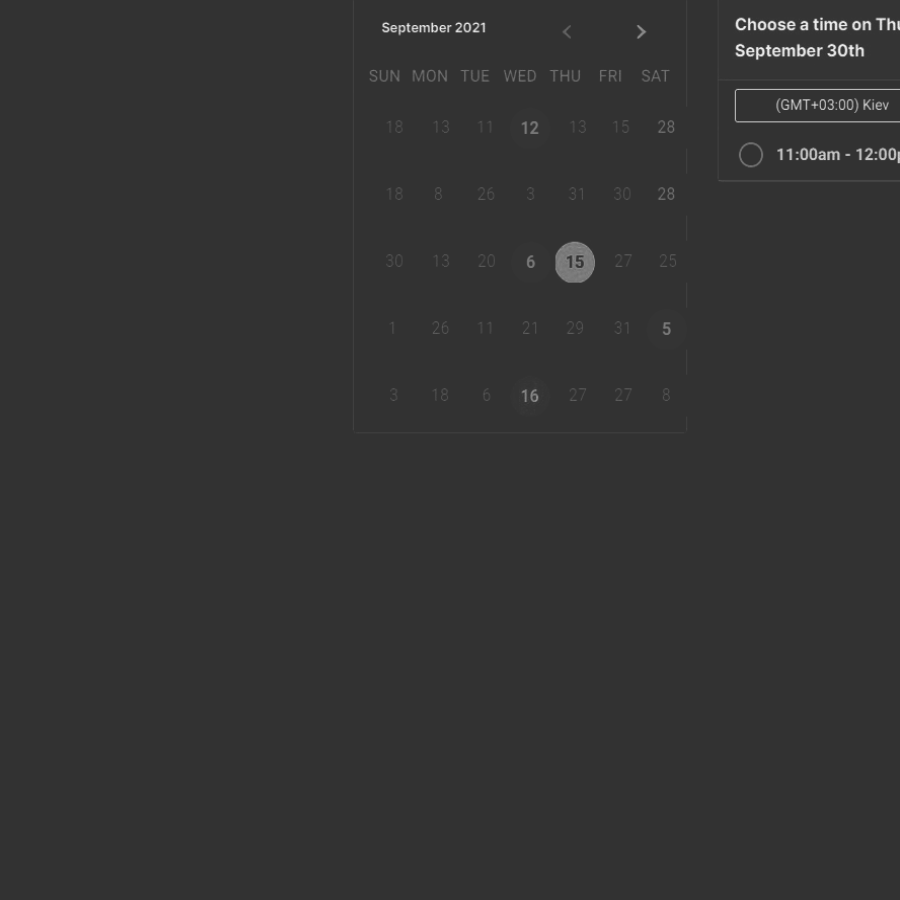 September 2021
SUN MON TUE WED THU FRI SAT
18 13 11 12 13 15 28
18 8 26 3 31 30 28
30 13 20 6 15 27 25
1 26 11 21 29 31 5
3 18 6 16 27 27 8
Choose a time on Thu
September 30th
(GMT+03:00) Kiev
11:00am - 12:00p